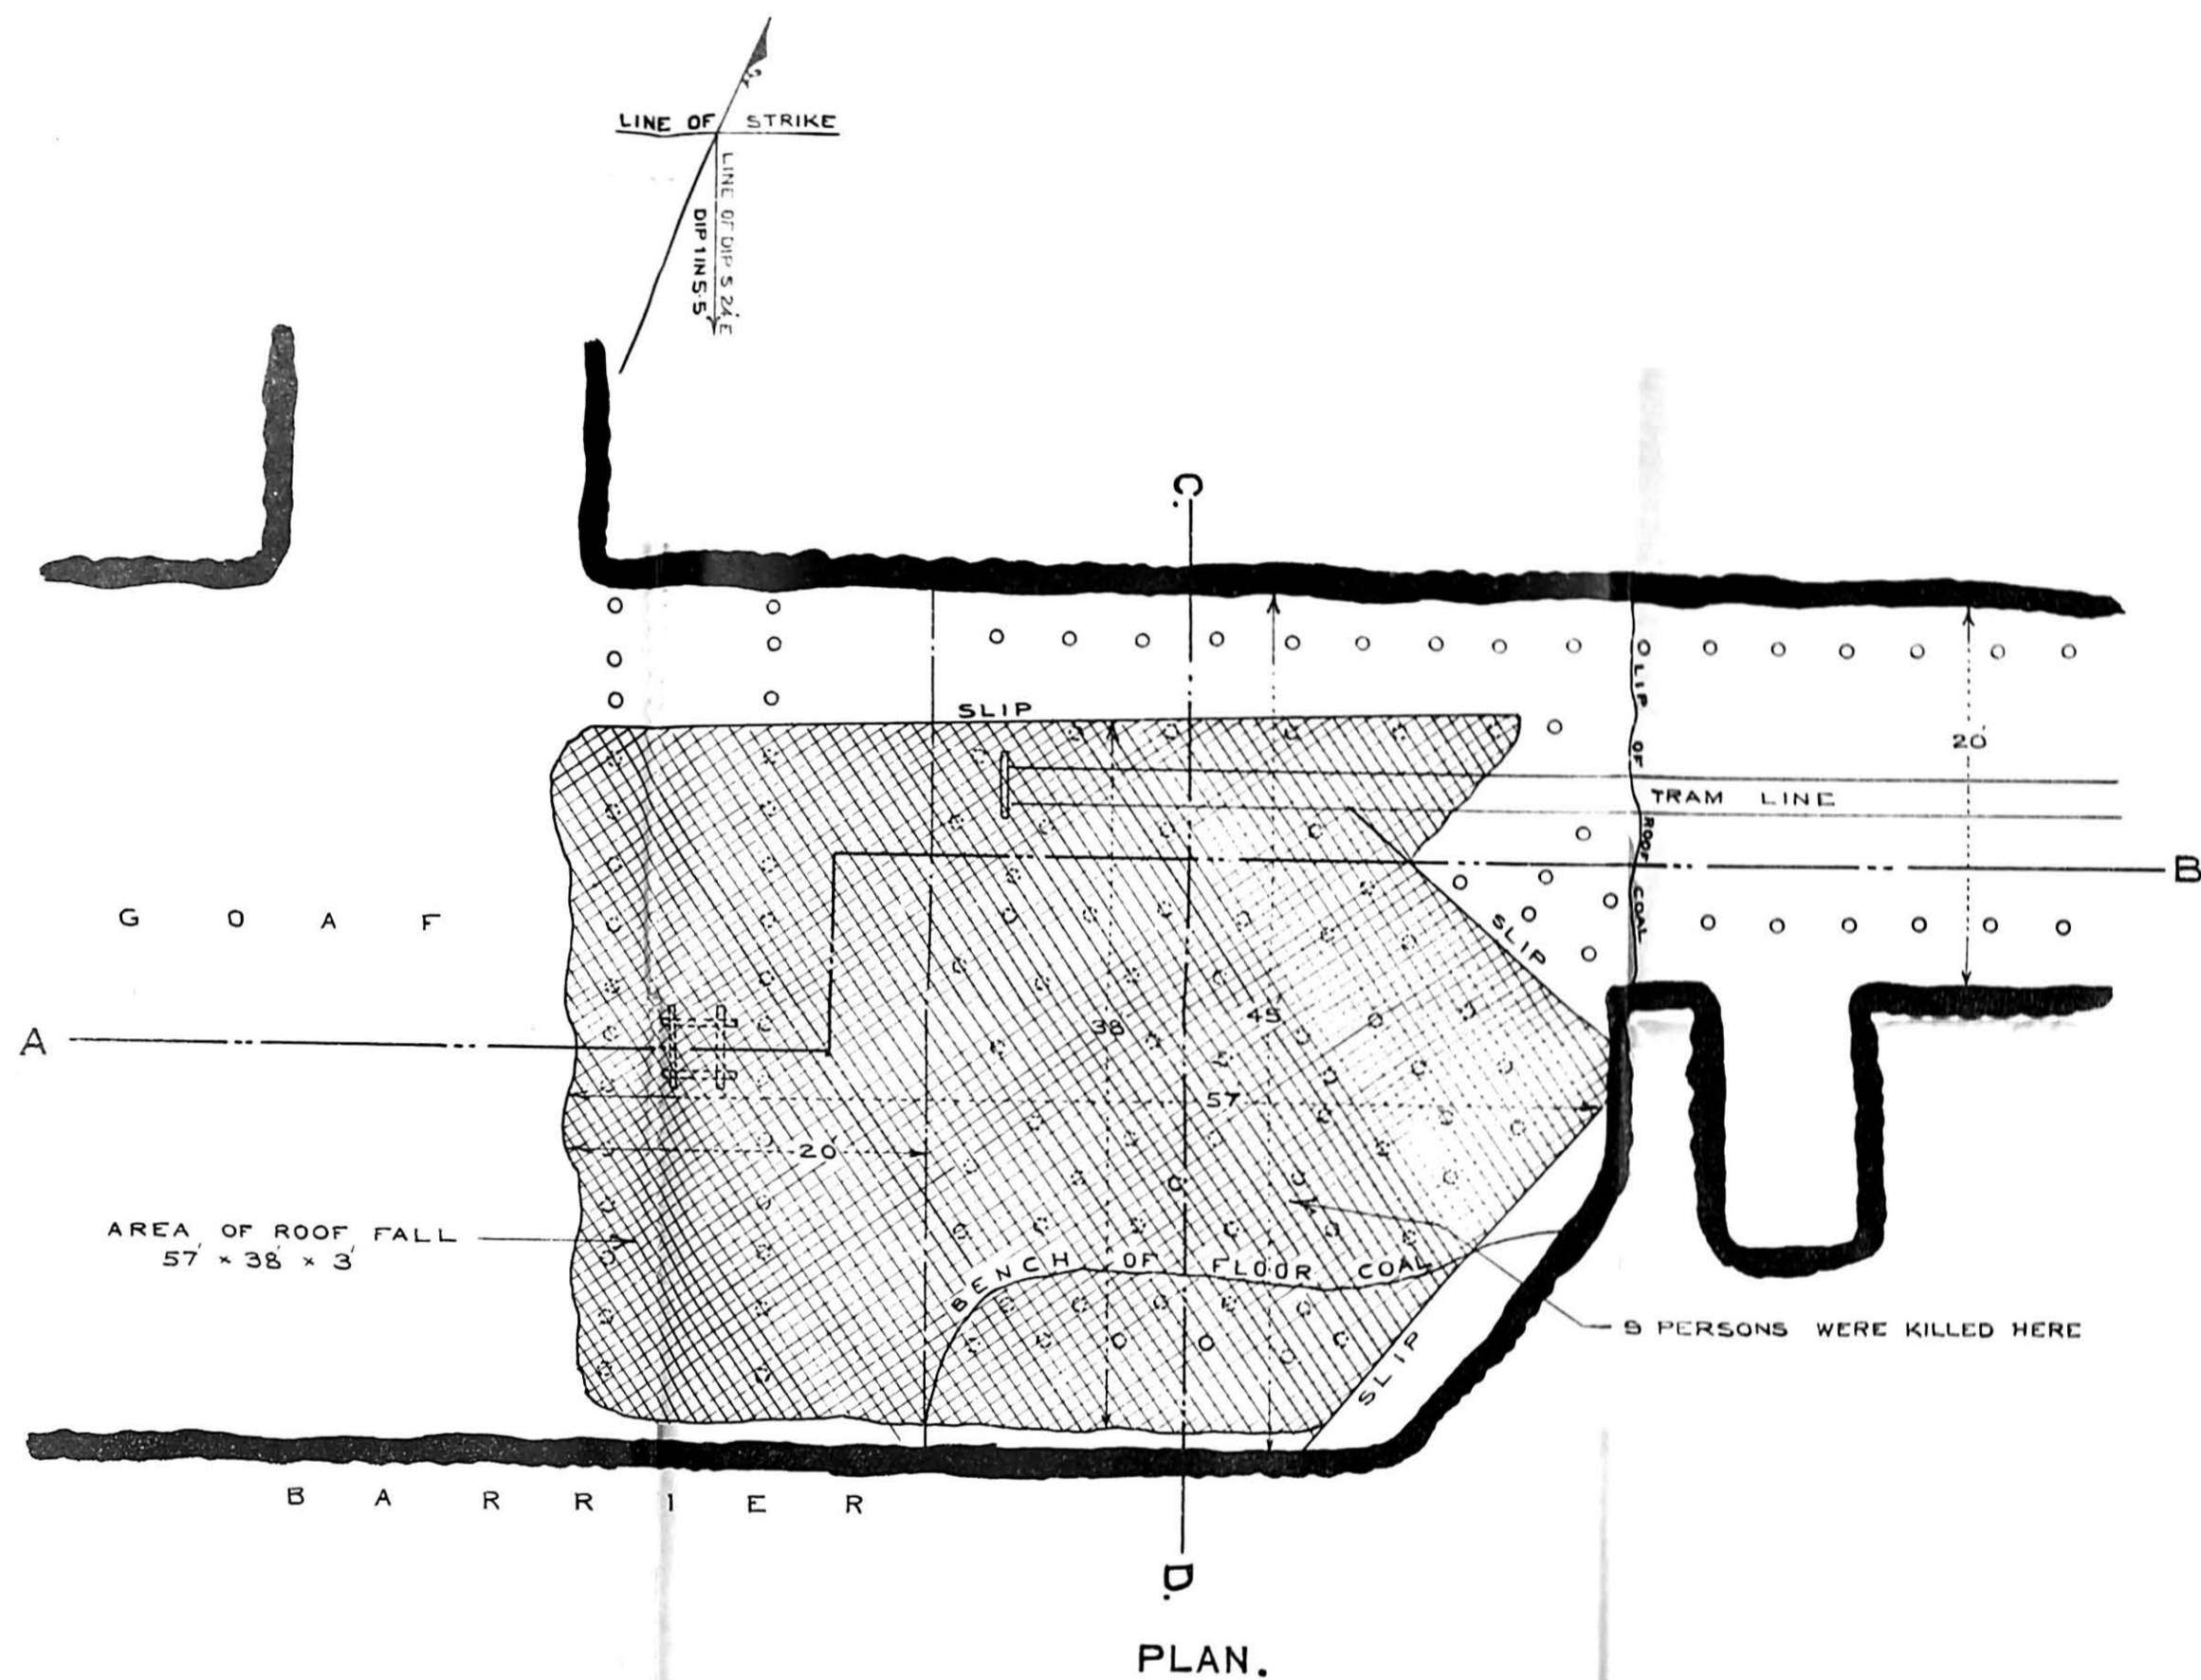 LINE OF STRIKE
LINE OF DIP S 24° E
DIP 1 IN 5·5
C.
SLIP
LIP OF ROOF COAL
20'
TRAM LINE
B
SLIP
G O A F
A
38'
45'
57'
20'
AREA OF ROOF FALL
57' × 38' × 3'
BENCH OF FLOOR COAL
PERSONS WERE KILLED HERE
SLIP
B A R R I E R
D.
PLAN.